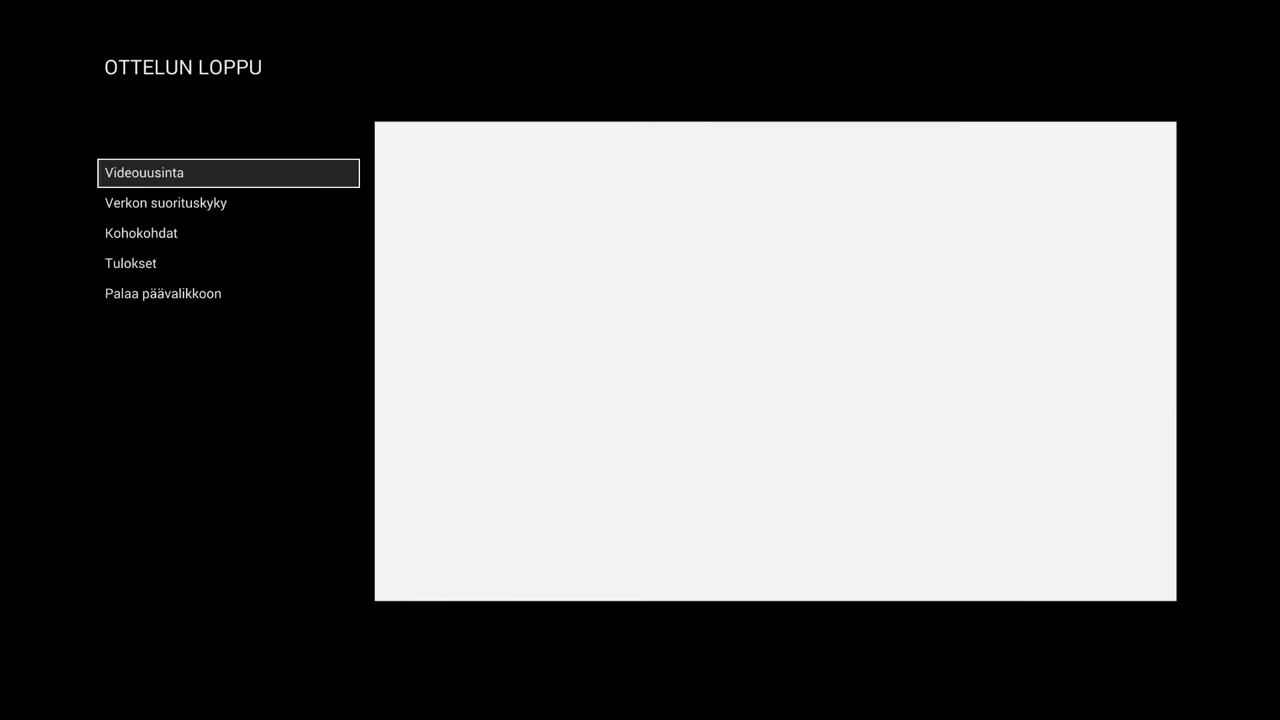 OTTELUN LOPPU
Videouusinta
Verkon suorituskyky
Kohokohdat
Tulokset
Palaa päävalikkoon